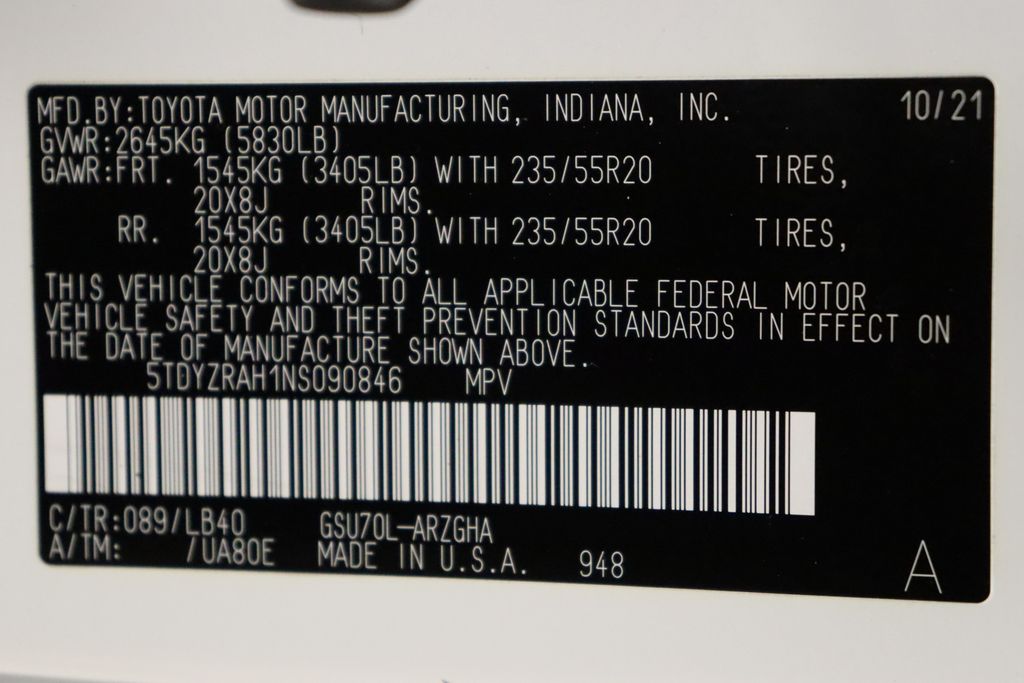 MFD.BY:TOYOTA MOTOR MANUFACTURING, INDIANA, INC. 10/21
GVWR:2645KG (5830LB)
GAWR:FRT. 1545KG (3405LB) WITH 235/55R20 TIRES,
20X8J RIMS.
RR. 1545KG (3405LB) WITH 235/55R20 TIRES,
20X8J RIMS.
THIS VEHICLE CONFORMS TO ALL APPLICABLE FEDERAL MOTOR
VEHICLE SAFETY AND THEFT PREVENTION STANDARDS IN EFFECT ON
THE DATE OF MANUFACTURE SHOWN ABOVE.
5TDYZRAH1NS090846 MPV
C/TR:089/LB40 GSU70L-ARZGHA
A/TM: /UA80E MADE IN U.S.A. 948 A